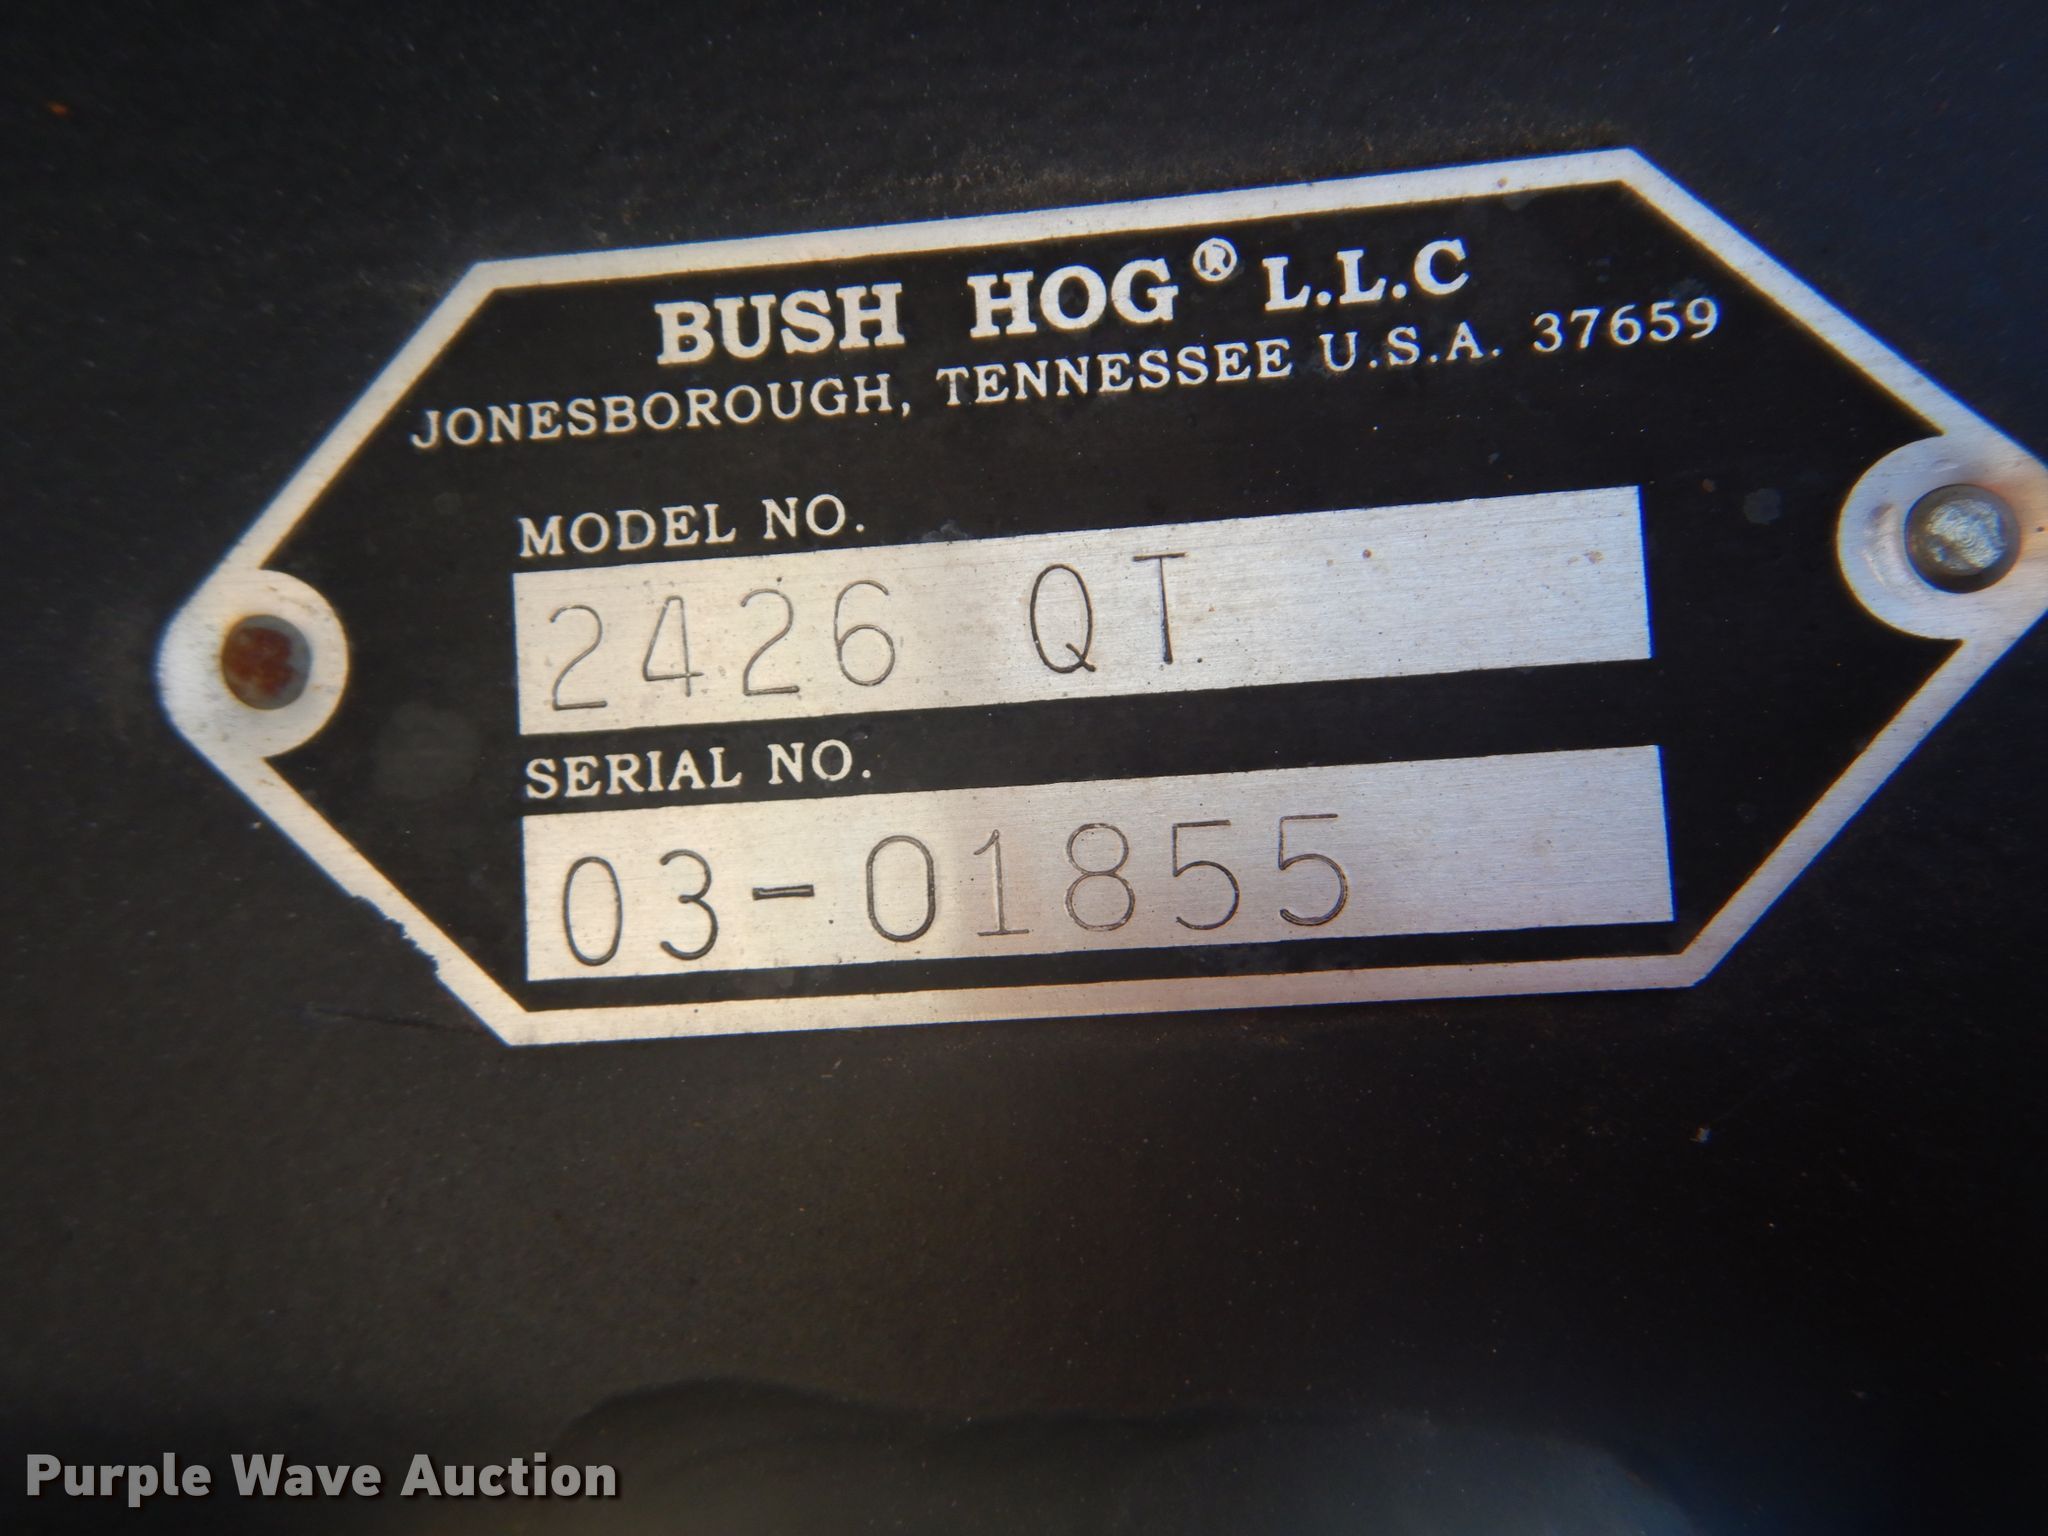 BUSH HOG® L.L.C
JONESBOROUGH, TENNESSEE U.S.A. 37659
MODEL NO.
2426 QT
SERIAL NO.
03-01855
Purple Wave Auction